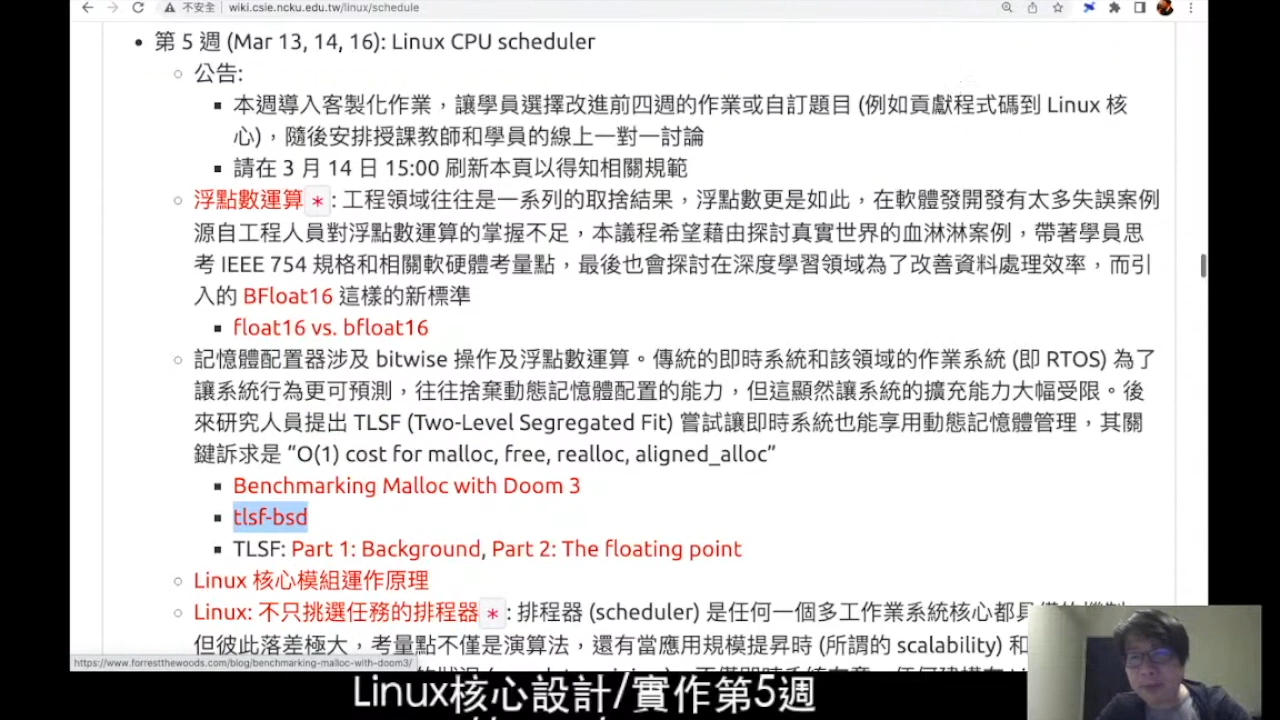 不安全 wiki.csie.ncku.edu.tw/linux/schedule
第 5 週 (Mar 13, 14, 16): Linux CPU scheduler
公告:
本週導入客製化作業，讓學員選擇改進前四週的作業或自訂題目 (例如貢獻程式碼到 Linux 核
心)，隨後安排授課教師和學員的線上一對一討論
請在 3 月 14 日 15:00 刷新本頁以得知相關規範
浮點數運算 * : 工程領域往往是一系列的取捨結果，浮點數更是如此，在軟體發開發有太多失誤案例
源自工程人員對浮點數運算的掌握不足，本議程希望藉由探討真實世界的血淋淋案例，帶著學員思
考 IEEE 754 規格和相關軟硬體考量點，最後也會探討在深度學習領域為了改善資料處理效率，而引
入的 BFloat16 這樣的新標準
float16 vs. bfloat16
記憶體配置器涉及 bitwise 操作及浮點數運算。傳統的即時系統和該領域的作業系統 (即 RTOS) 為了
讓系統行為更可預測，往往捨棄動態記憶體配置的能力，但這顯然讓系統的擴充能力大幅受限。後
來研究人員提出 TLSF (Two-Level Segregated Fit) 嘗試讓即時系統也能享用動態記憶體管理，其關
鍵訴求是 “O(1) cost for malloc, free, realloc, aligned_alloc”
Benchmarking Malloc with Doom 3
tlsf-bsd
TLSF: Part 1: Background, Part 2: The floating point
Linux 核心模組運作原理
Linux: 不只挑選任務的排程器 * : 排程器 (scheduler) 是任何一個多工作業系統核心都具備的機制
但彼此落差極大，考量點不僅是演算法，還有當應用規模提昇時 (所謂的 scalability) 和
https://www.forrestthewoods.com/blog/benchmarking-malloc-with-doom3/
Linux核心設計/實作第5週